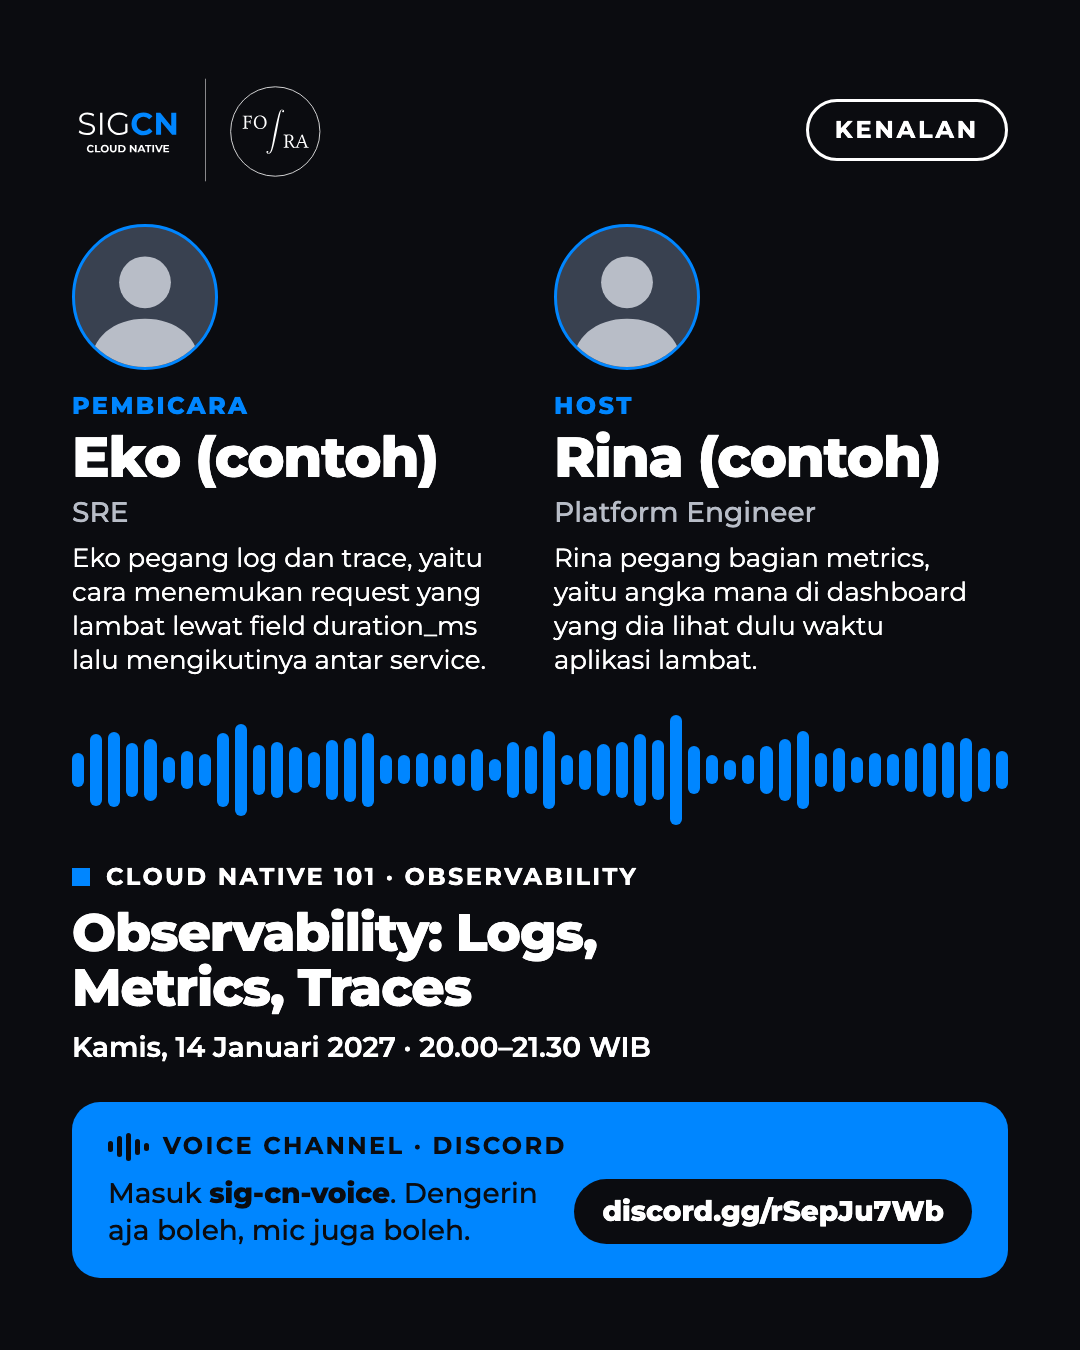 SIGCN
CLOUD NATIVE
FO
RA
KENALAN
PEMBICARA
Eko (contoh)
SRE
Eko pegang log dan trace, yaitu
cara menemukan request yang
lambat lewat field duration_ms
lalu mengikutinya antar service.
HOST
Rina (contoh)
Platform Engineer
Rina pegang bagian metrics,
yaitu angka mana di dashboard
yang dia lihat dulu waktu
aplikasi lambat.
CLOUD NATIVE 101 · OBSERVABILITY
Observability: Logs,
Metrics, Traces
Kamis, 14 Januari 2027 · 20.00–21.30 WIB
VOICE CHANNEL · DISCORD
Masuk sig-cn-voice. Dengerin
aja boleh, mic juga boleh.
discord.gg/rSepJu7Wb